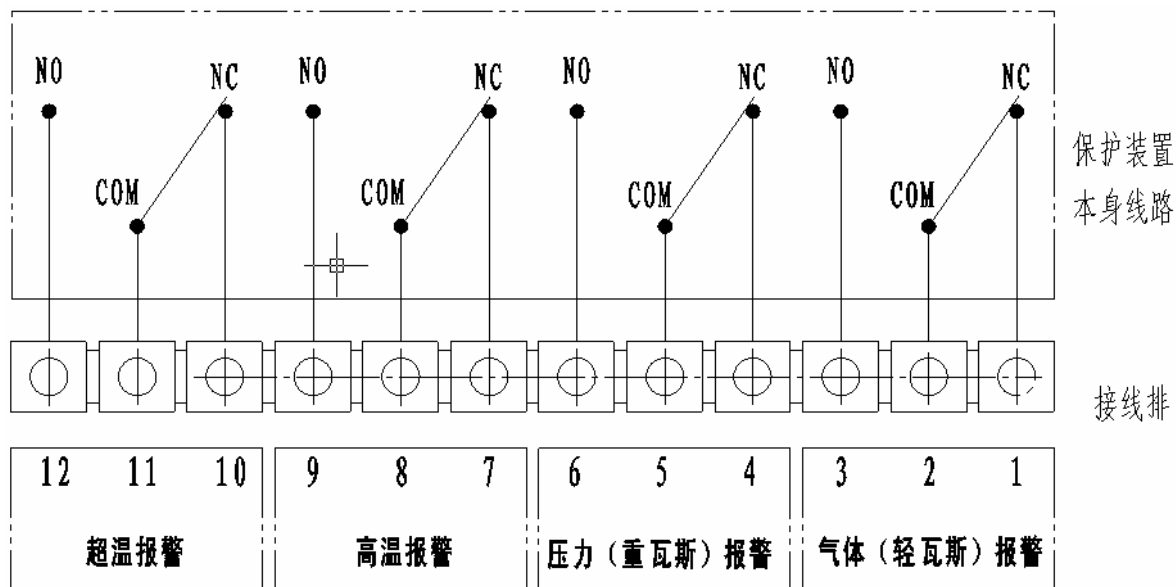 NO NC NO NC NO NC NO NC
COM COM COM COM
保护装置
本身线路
接线排
12 11 10 9 8 7 6 5 4 3 2 1
超温报警 高温报警 压力（重瓦斯）报警 气体（轻瓦斯）报警